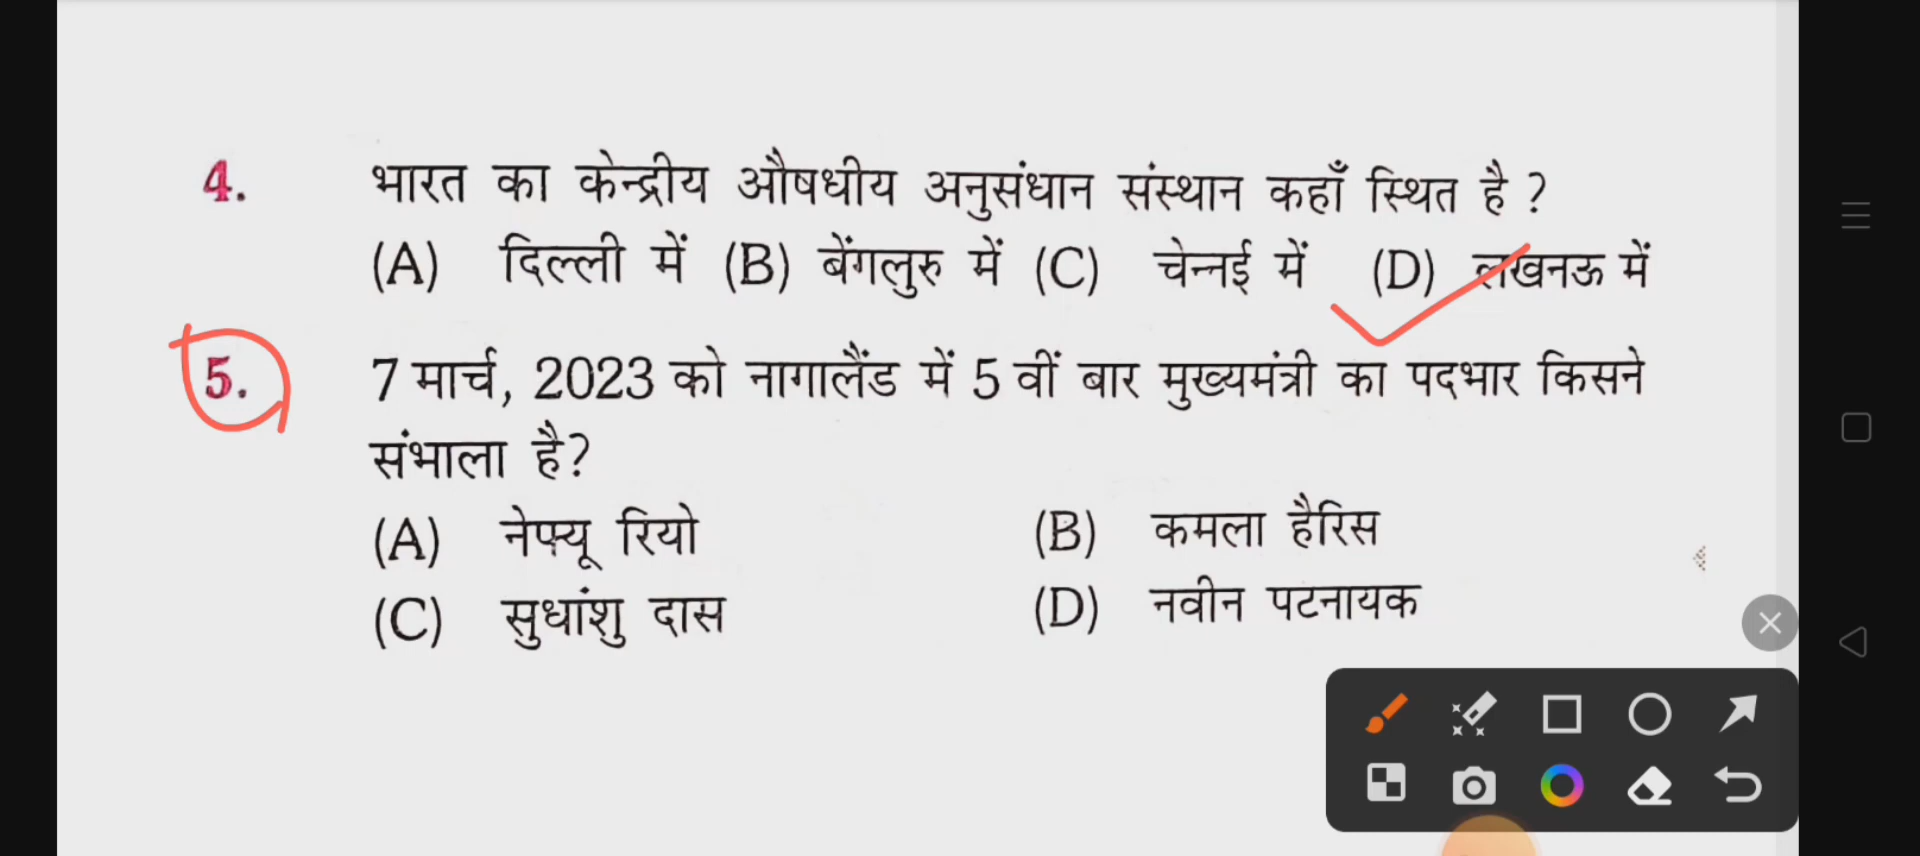 4. भारत का केन्द्रीय औषधीय अनुसंधान संस्थान कहाँ स्थित है ?
(A) दिल्ली में (B) बेंगलुरु में (C) चेन्नई में (D) लखनऊ में
5. 7 मार्च, 2023 को नागालैंड में 5 वीं बार मुख्यमंत्री का पदभार किसने
संभाला है?
(A) नेफ्यू रियो (B) कमला हैरिस
(C) सुधांशु दास (D) नवीन पटनायक